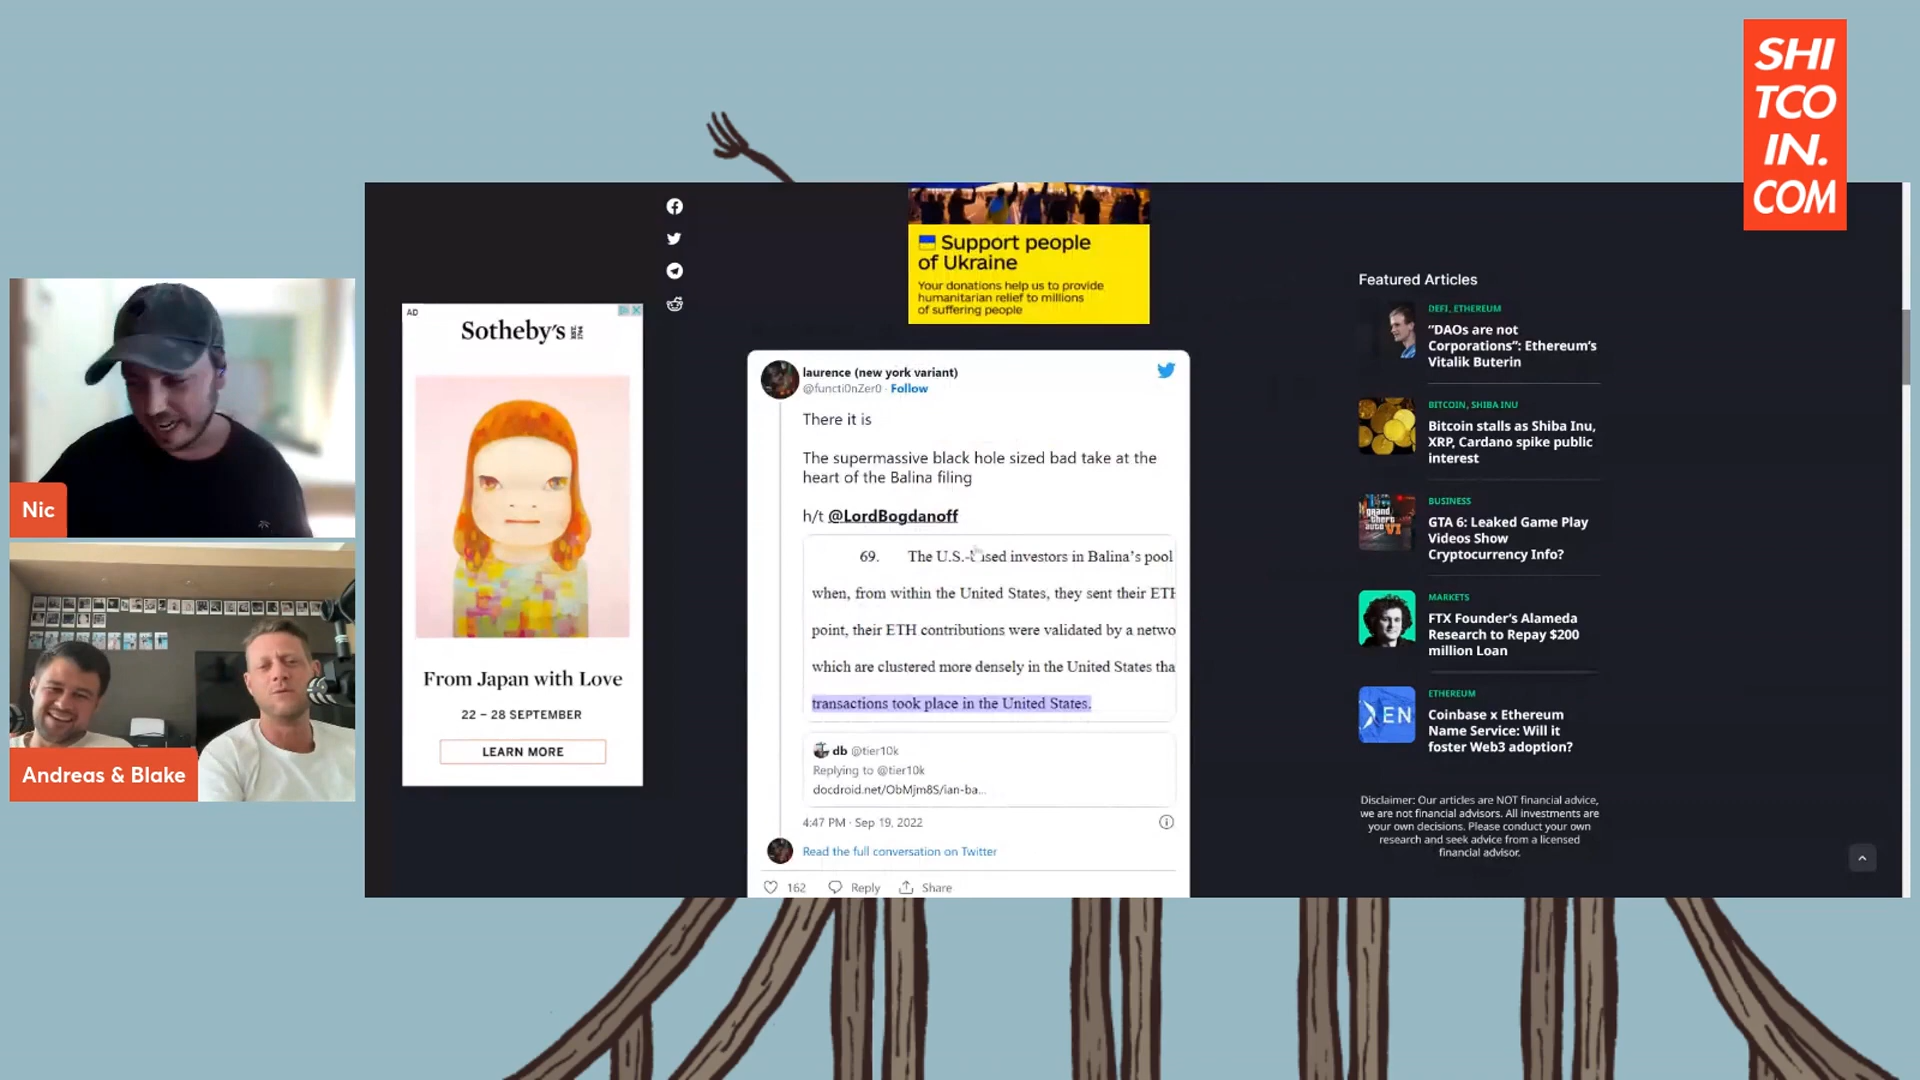 SHI
TCO
IN.
COM
Nic
Andreas & Blake
AD
Sotheby's
EST.
1744
From Japan with Love
22 – 28 SEPTEMBER
LEARN MORE
Support people
of Ukraine
Your donations help us to provide
humanitarian relief to millions
of suffering people
laurence (new york variant)
@functi0nZer0 · Follow
There it is
The supermassive black hole sized bad take at the
heart of the Balina filing
h/t @LordBogdanoff
69. The U.S.-based investors in Balina's pool
when, from within the United States, they sent their ETH
point, their ETH contributions were validated by a netwo
which are clustered more densely in the United States tha
transactions took place in the United States.
db @tier10k
Replying to @tier10k
docdroid.net/ObMjm8S/ian-ba...
4:47 PM · Sep 19, 2022
Read the full conversation on Twitter
162 Reply Share
Featured Articles
DEFI, ETHEREUM
“DAOs are not
Corporations”: Ethereum’s
Vitalik Buterin
BITCOIN, SHIBA INU
Bitcoin stalls as Shiba Inu,
XRP, Cardano spike public
interest
grand
theft
auto VI
BUSINESS
GTA 6: Leaked Game Play
Videos Show
Cryptocurrency Info?
MARKETS
FTX Founder’s Alameda
Research to Repay $200
million Loan
EN
ETHEREUM
Coinbase x Ethereum
Name Service: Will it
foster Web3 adoption?
Disclaimer: Our articles are NOT financial advice,
we are not financial advisors. All investments are
your own decisions. Please conduct your own
research and seek advice from a licensed
financial advisor.